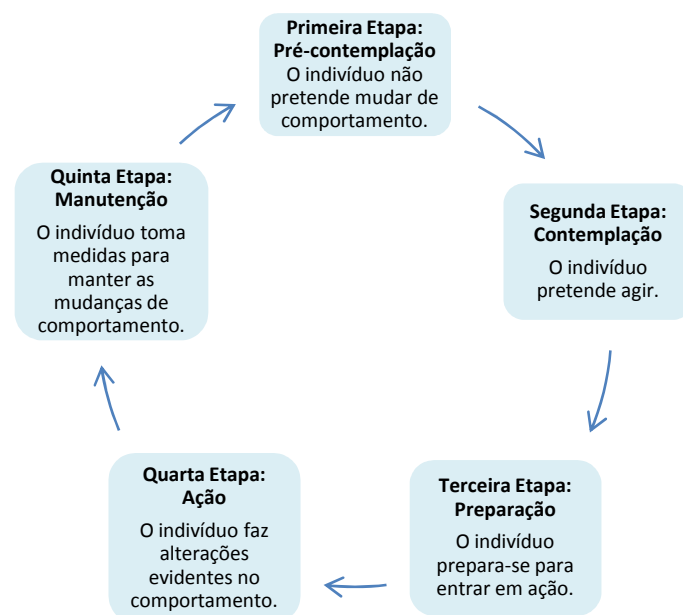 Primeira Etapa:
Pré-contemplação
O indivíduo não
pretende mudar de
comportamento.
Segunda Etapa:
Contemplação
O indivíduo
pretende agir.
Terceira Etapa:
Preparação
O indivíduo
prepara-se para
entrar em ação.
Quarta Etapa:
Ação
O indivíduo faz
alterações
evidentes no
comportamento.
Quinta Etapa:
Manutenção
O indivíduo toma
medidas para
manter as
mudanças de
comportamento.